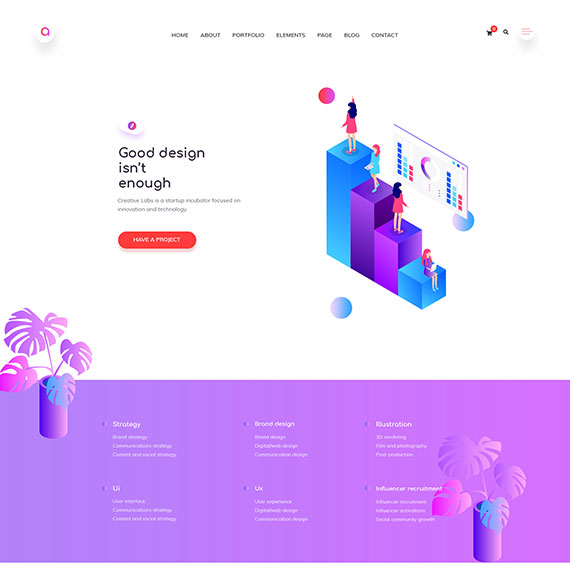 a
HOME ABOUT PORTFOLIO ELEMENTS PAGE BLOG CONTACT
Good design
isn't
enough
Creative Labs is a startup incubator focused on
innovation and technology
HAVE A PROJECT
Strategy
Brand strategy
Communications strategy
Content and social strategy
Brand design
Brand design
Digital/web design
Communication design
Illustration
3D rendering
Film and photography
Post-production
Ui
User interface
Communications strategy
Content and social strategy
Ux
User experience
Digital/web design
Communication design
Influencer recruitment
Influencer recruitment
Influencer activations
Social community growth